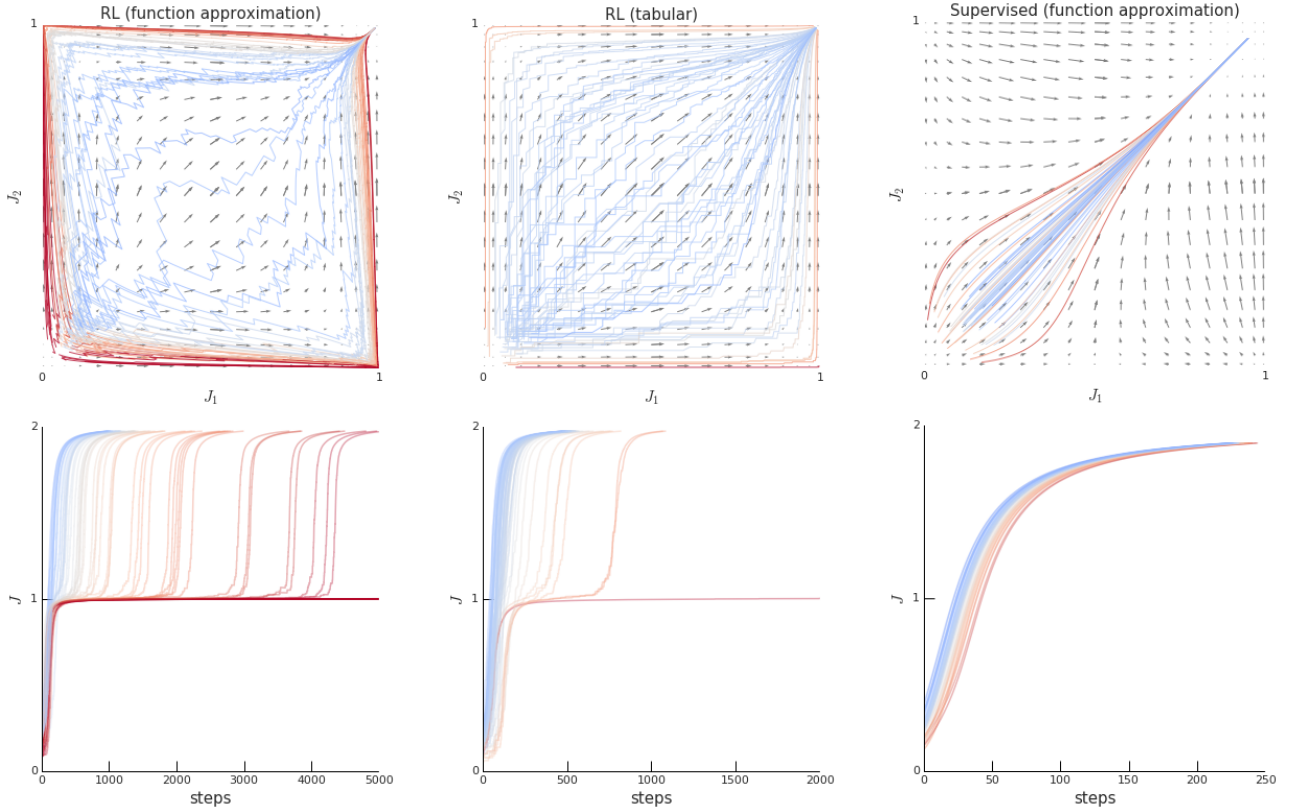 RL (function approximation)
RL (tabular)
Supervised (function approximation)
1
J₂
0
1
J₁
1
J₂
0
1
J₁
1
J₂
0
1
J₁
2
J
1
0
0
1000
2000
3000
4000
5000
steps
2
J
1
0
0
500
1000
1500
2000
steps
2
J
1
0
0
50
100
150
200
250
steps